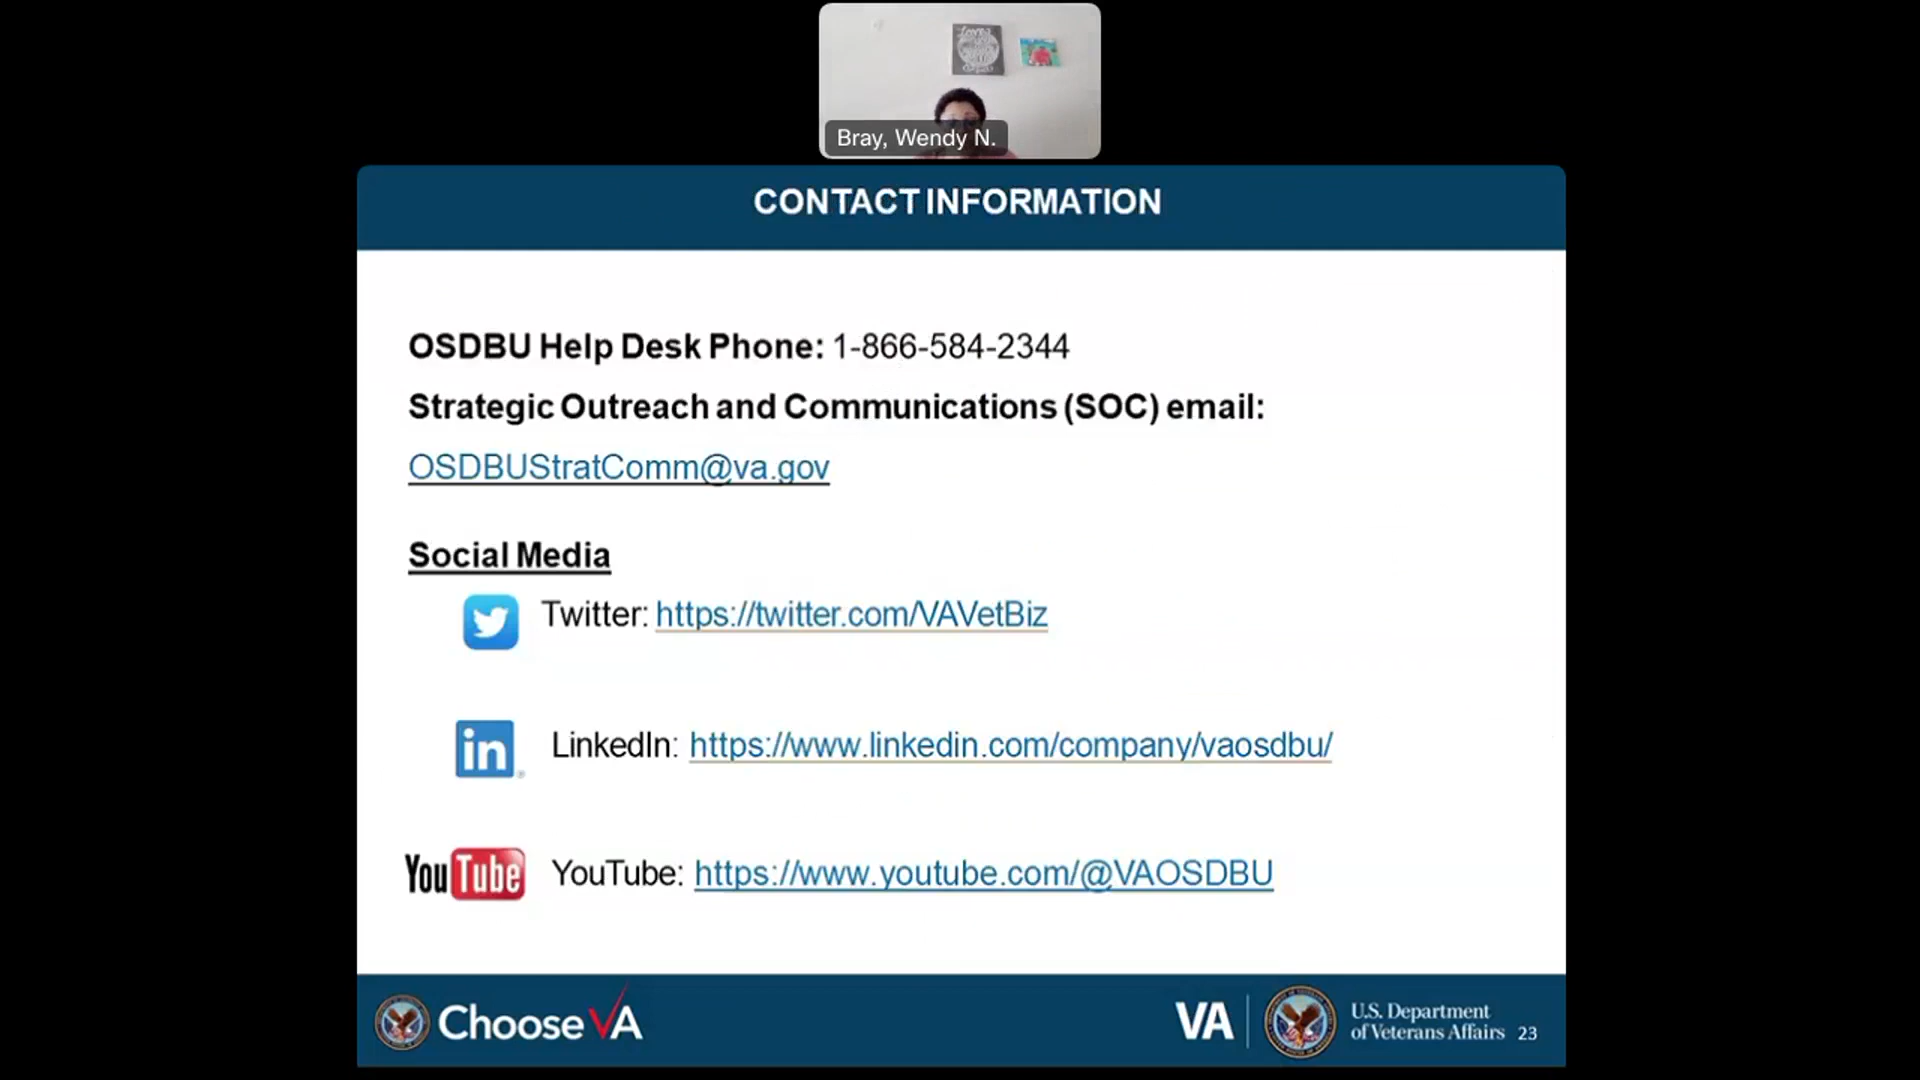 Bray, Wendy N.
CONTACT INFORMATION
OSDBU Help Desk Phone: 1-866-584-2344
Strategic Outreach and Communications (SOC) email:
OSDBUStratComm@va.gov
Social Media
Twitter: https://twitter.com/VAVetBiz
in LinkedIn: https://www.linkedin.com/company/vaosdbu/
YouTube YouTube: https://www.youtube.com/@VAOSDBU
Choose VA
VA
U.S. Department
of Veterans Affairs 23